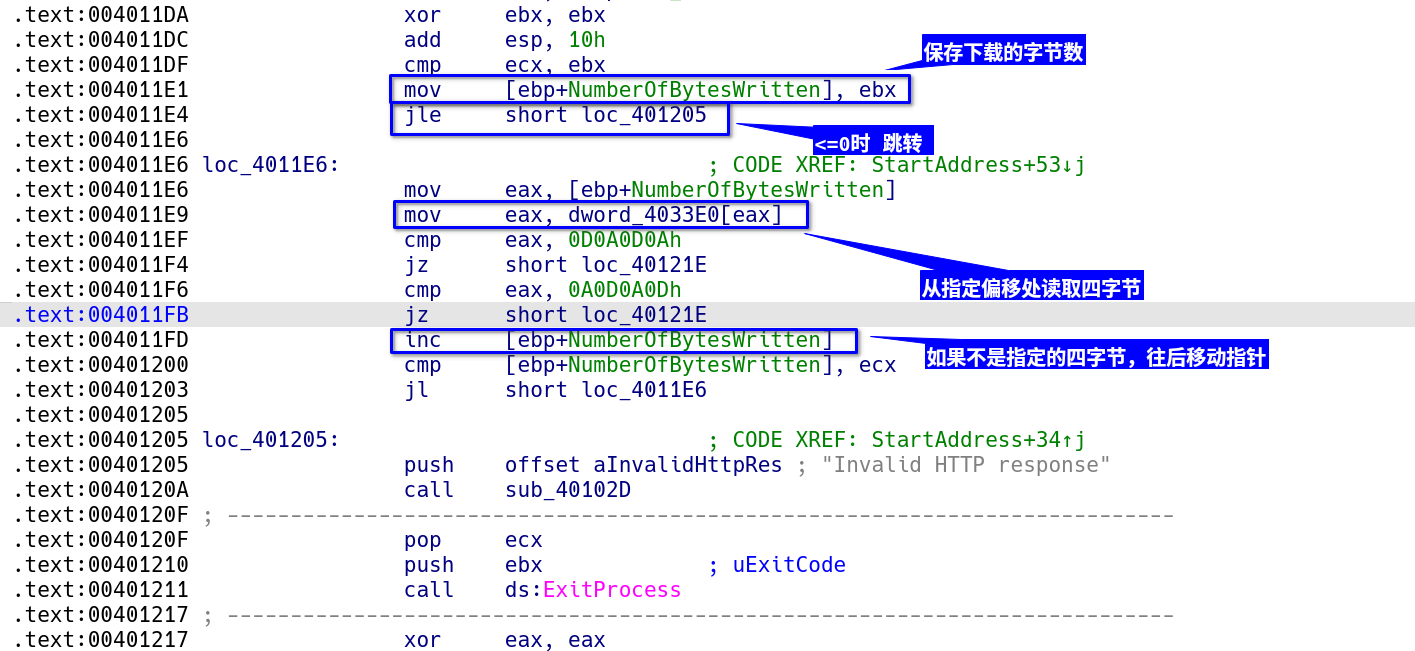 .text:004011DA xor ebx, ebx
.text:004011DC add esp, 10h
.text:004011DF cmp ecx, ebx
保存下载的字节数
.text:004011E1 mov [ebp+NumberOfBytesWritten], ebx
.text:004011E4 jle short loc_401205
<=0时 跳转
.text:004011E6
.text:004011E6 loc_4011E6: ; CODE XREF: StartAddress+53↓j
.text:004011E6 mov eax, [ebp+NumberOfBytesWritten]
.text:004011E9 mov eax, dword_4033E0[eax]
.text:004011EF cmp eax, 0D0A0D0Ah
.text:004011F4 jz short loc_40121E
从指定偏移处读取四字节
.text:004011F6 cmp eax, 0A0D0A0Dh
.text:004011FB jz short loc_40121E
.text:004011FD inc [ebp+NumberOfBytesWritten]
如果不是指定的四字节，往后移动指针
.text:00401200 cmp [ebp+NumberOfBytesWritten], ecx
.text:00401203 jl short loc_4011E6
.text:00401205
.text:00401205 loc_401205: ; CODE XREF: StartAddress+34↑j
.text:00401205 push offset aInvalidHttpRes ; "Invalid HTTP response"
.text:0040120A call sub_40102D
.text:0040120F ; ---------------------------------------------------------------------------
.text:0040120F pop ecx
.text:00401210 push ebx ; uExitCode
.text:00401211 call ds:ExitProcess
.text:00401217 ; ---------------------------------------------------------------------------
.text:00401217 xor eax, eax